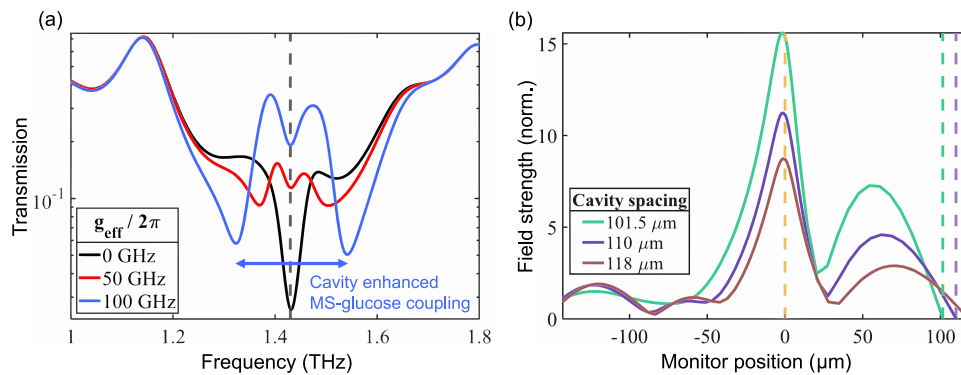 (a)
Transmission
10⁻¹
g_eff / 2π
0 GHz
50 GHz
100 GHz
Cavity enhanced
MS-glucose coupling
1 1.2 1.4 1.6 1.8
Frequency (THz)
(b)
Field strength (norm.)
15
10
5
0
Cavity spacing
101.5 μm
110 μm
118 μm
-100 -50 0 50 100
Monitor position (μm)